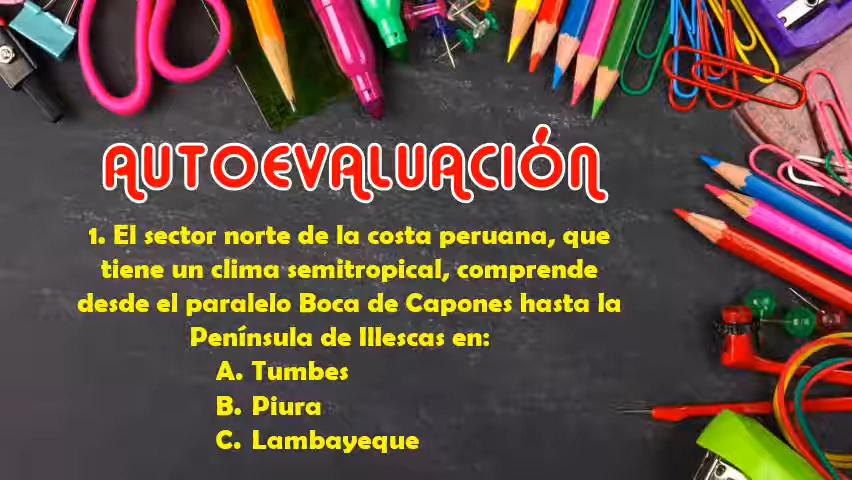 AUTOEVALUACIÓN
1. El sector norte de la costa peruana, que
tiene un clima semitropical, comprende
desde el paralelo Boca de Capones hasta la
Península de Illescas en:
A. Tumbes
B. Piura
C. Lambayeque